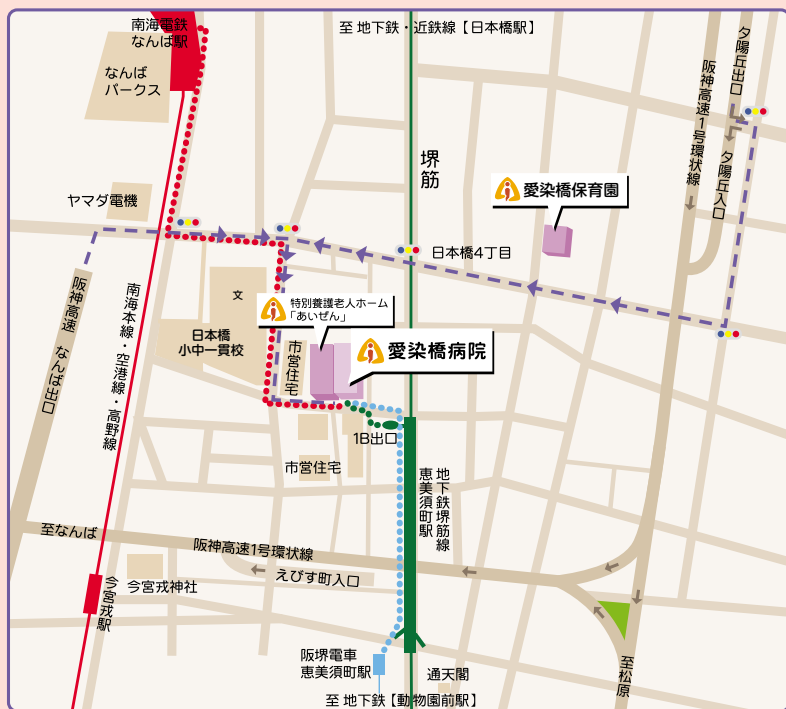 南海電鉄
なんば駅
至 地下鉄・近鉄線【日本橋駅】
夕陽丘出口
なんば
パークス
阪神高速1号環状線
夕陽丘入口
堺筋
愛染橋保育園
ヤマダ電機
日本橋4丁目
阪神高速 なんば出口
南海本線・空港線・高野線
文
特別養護老人ホーム
「あいぜん」
日本橋
小中一貫校
市営住宅
愛染橋病院
1B出口
市営住宅
地下鉄堺筋線
恵美須町駅
至なんば
阪神高速1号環状線
えびす町入口
今宮戎神社
今宮戎駅
阪堺電車
恵美須町駅
通天閣
至松原
至 地下鉄【動物園前駅】